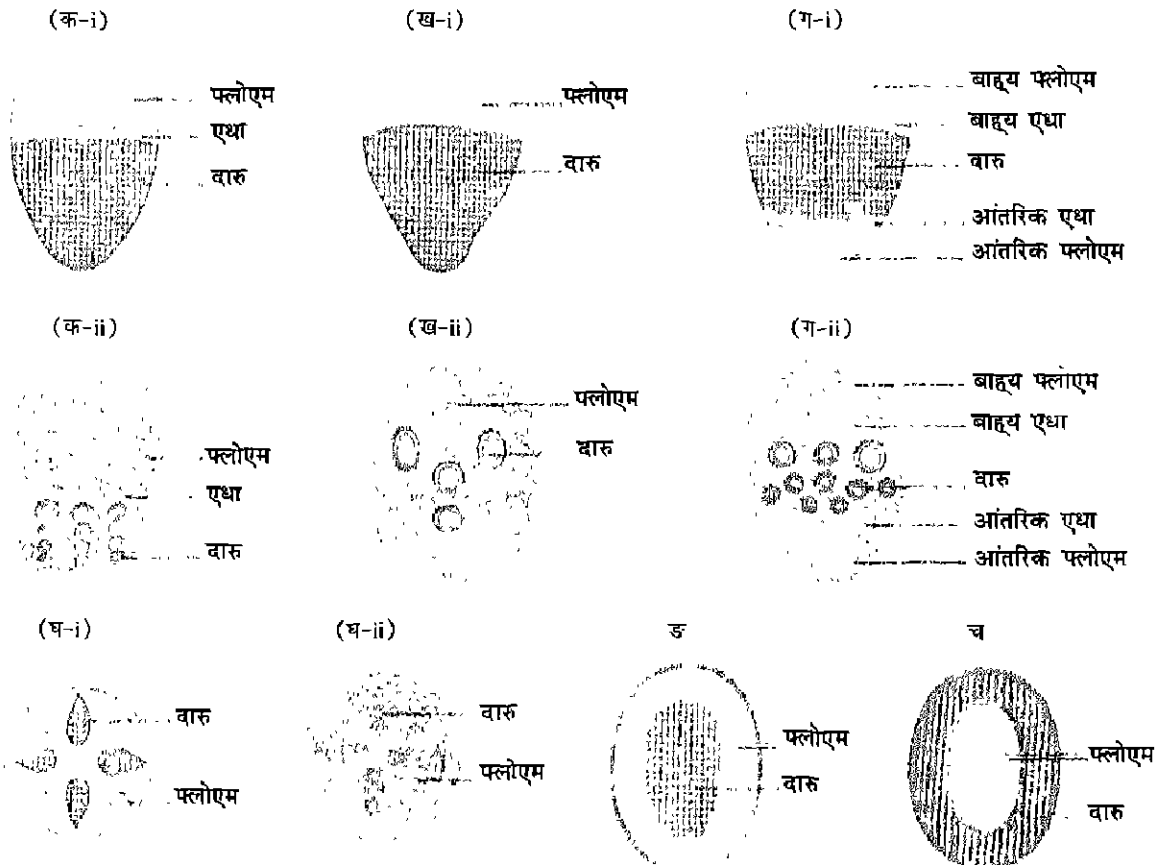 (क-i) (ख-i) (ग-i)
फ्लोएम
एधा
दारु
फ्लोएम
दारु
बाह्य फ्लोएम
बाह्य एधा
दारु
आंतरिक एधा
आंतरिक फ्लोएम
(क-ii) (ख-ii) (ग-ii)
फ्लोएम
एधा
दारु
फ्लोएम
दारु
बाह्य फ्लोएम
बाह्य एधा
दारु
आंतरिक एधा
आंतरिक फ्लोएम
(घ-i) (घ-ii) ङ च
दारु
फ्लोएम
दारु
फ्लोएम
फ्लोएम
दारु
फ्लोएम
दारु